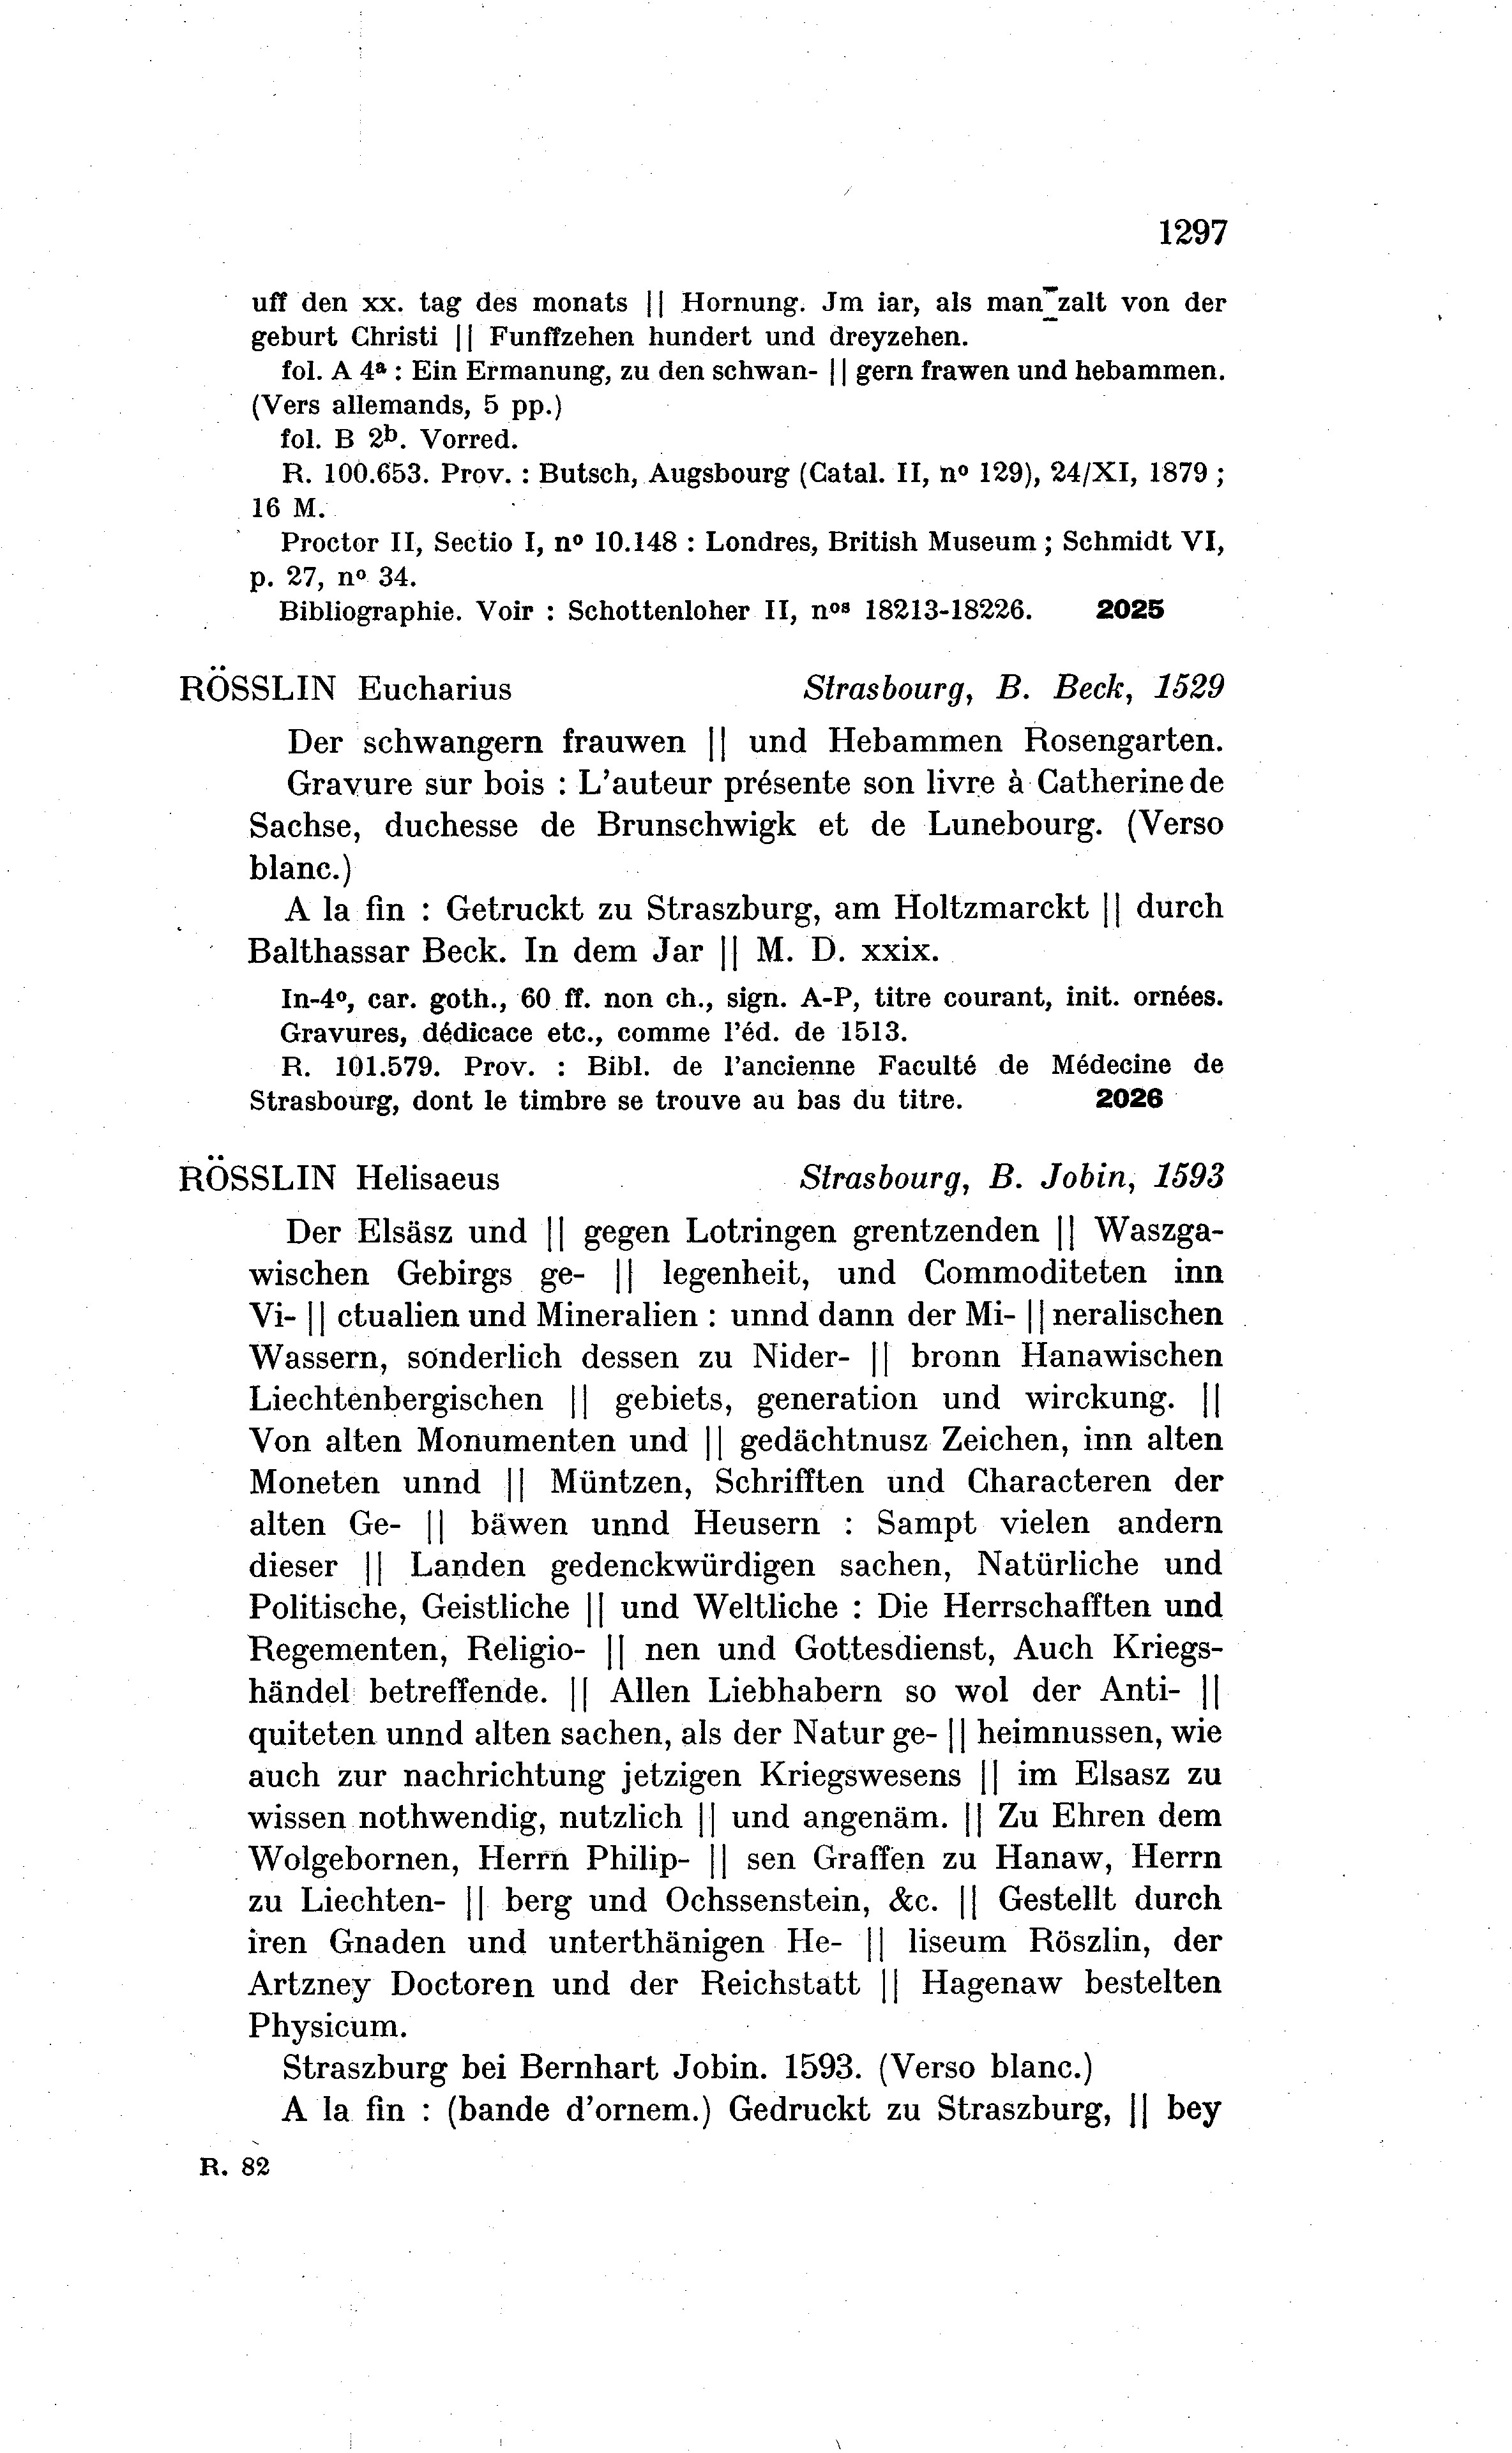 1297
uff den xx. tag des monats || Hornung. Jm iar, als man zalt von der
geburt Christi || Funffzehen hundert und dreyzehen.
fol. A 4ª : Ein Ermanung, zu den schwan- || gern frawen und hebammen.
(Vers allemands, 5 pp.)
fol. B 2ᵇ. Vorred.
R. 100.653. Prov. : Butsch, Augsbourg (Catal. II, nº 129), 24/XI, 1879 ;
16 M.
Proctor II, Sectio I, nº 10.148 : Londres, British Museum ; Schmidt VI,
p. 27, nº 34.
Bibliographie. Voir : Schottenloher II, nᵒˢ 18213-18226. 2025
RÖSSLIN Eucharius Strasbourg, B. Beck, 1529
Der schwangern frauwen || und Hebammen Rosengarten.
Gravure sur bois : L'auteur présente son livre à Catherine de
Sachse, duchesse de Brunschwigk et de Lunebourg. (Verso
blanc.)
A la fin : Getruckt zu Straszburg, am Holtzmarckt || durch
Balthassar Beck. In dem Jar || M. D. xxix.
In-4º, car. goth., 60 ff. non ch., sign. A-P, titre courant, init. ornées.
Gravures, dédicace etc., comme l'éd. de 1513.
R. 101.579. Prov. : Bibl. de l'ancienne Faculté de Médecine de
Strasbourg, dont le timbre se trouve au bas du titre. 2026
RÖSSLIN Helisaeus Strasbourg, B. Jobin, 1593
Der Elsäsz und || gegen Lotringen grentzenden || Waszga-
wischen Gebirgs ge- || legenheit, und Commoditeten inn
Vi- || ctualien und Mineralien : unnd dann der Mi- || neralischen
Wassern, sonderlich dessen zu Nider- || bronn Hanawischen
Liechtenbergischen || gebiets, generation und wirckung. ||
Von alten Monumenten und || gedächtnusz Zeichen, inn alten
Moneten unnd || Müntzen, Schrifften und Characteren der
alten Ge- || bäwen unnd Heusern : Sampt vielen andern
dieser || Landen gedenckwürdigen sachen, Natürliche und
Politische, Geistliche || und Weltliche : Die Herrschafften und
Regementen, Religio- || nen und Gottesdienst, Auch Kriegs-
händel betreffende. || Allen Liebhabern so wol der Anti- ||
quiteten unnd alten sachen, als der Natur ge- || heimnussen, wie
auch zur nachrichtung jetzigen Kriegswesens || im Elsasz zu
wissen nothwendig, nutzlich || und angenäm. || Zu Ehren dem
Wolgebornen, Herrn Philip- || sen Graffen zu Hanaw, Herrn
zu Liechten- || berg und Ochssenstein, &c. || Gestellt durch
iren Gnaden und unterthänigen He- || liseum Röszlin, der
Artzney Doctoren und der Reichstatt || Hagenaw bestelten
Physicum.
Straszburg bei Bernhart Jobin. 1593. (Verso blanc.)
A la fin : (bande d'ornem.) Gedruckt zu Straszburg, || bey
R. 82